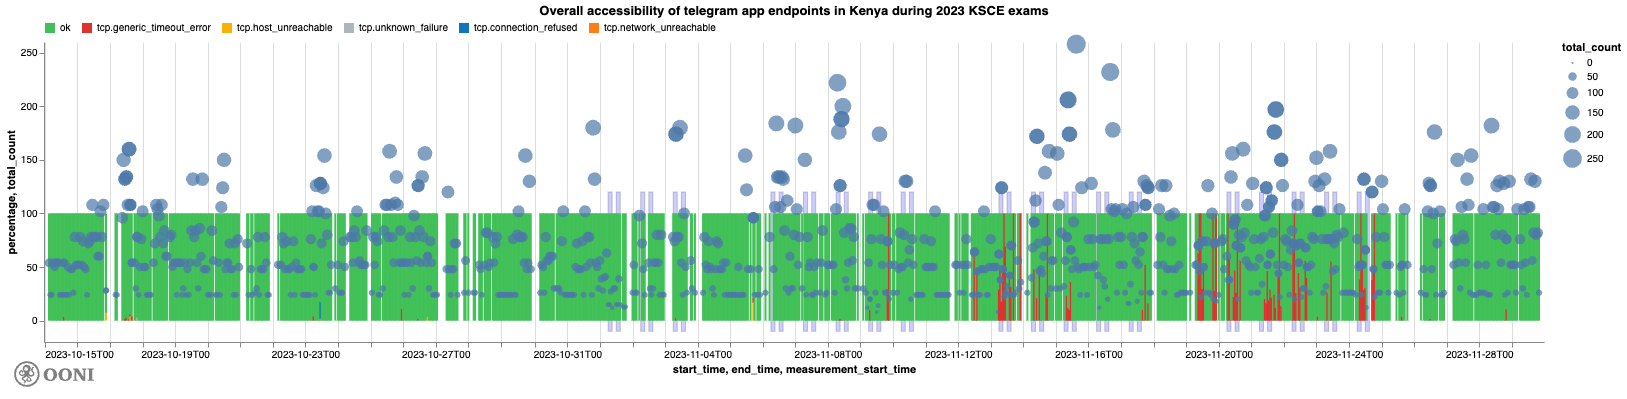 Overall accessibility of telegram app endpoints in Kenya during 2023 KSCE exams
ok tcp.generic_timeout_error tcp.host_unreachable tcp.unknown_failure tcp.connection_refused tcp.network_unreachable
percentage, total_count
250
200
150
100
50
0
total_count
0
50
100
150
200
250
2023-10-15T00 2023-10-19T00 2023-10-23T00 2023-10-27T00 2023-10-31T00 2023-11-04T00 2023-11-08T00 2023-11-12T00 2023-11-16T00 2023-11-20T00 2023-11-24T00 2023-11-28T00
start_time, end_time, measurement_start_time
OONI